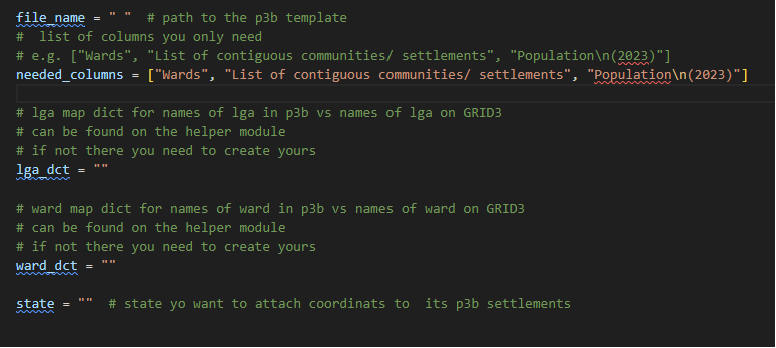 file_name = " "  # path to the p3b template
#  list of columns you only need
# e.g. ["Wards", "List of contiguous communities/ settlements", "Population\n(2023)"]
needed_columns = ["Wards", "List of contiguous communities/ settlements", "Population\n(2023)"]
# lga map dict for names of lga in p3b vs names of lga on GRID3
# can be found on the helper module
# if not there you need to create yours
lga_dct = ""
# ward map dict for names of ward in p3b vs names of ward on GRID3
# can be found on the helper module
# if not there you need to create yours
ward_dct = ""
state = ""  # state yo want to attach coordinats to  its p3b settlements